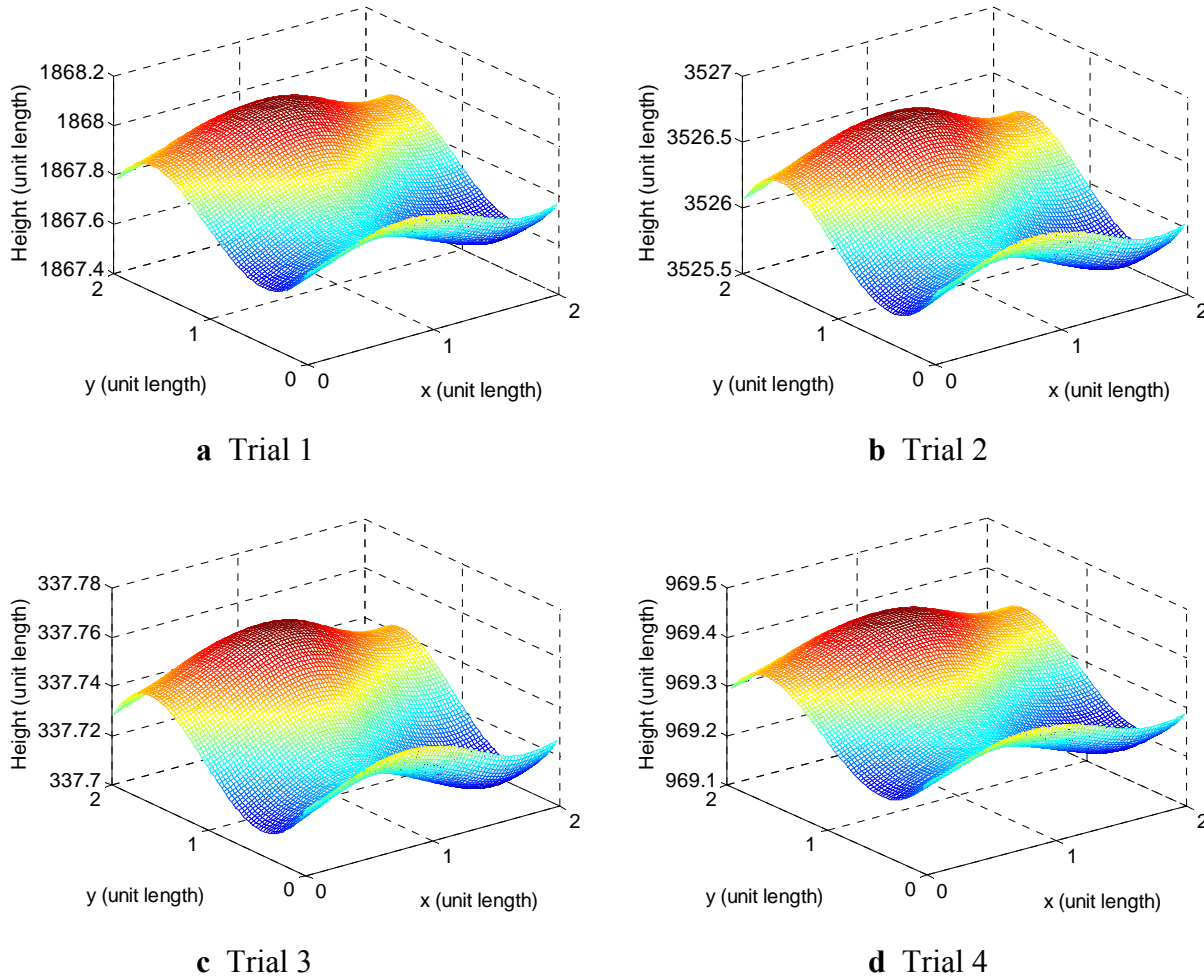 1868.2
1868
1867.8
1867.6
1867.4
2
1
0
0
1
2
Height (unit length)
y (unit length)
x (unit length)
a Trial 1
3527
3526.5
3526
3525.5
2
1
0
0
1
2
Height (unit length)
y (unit length)
x (unit length)
b Trial 2
337.78
337.76
337.74
337.72
337.7
2
1
0
0
1
2
Height (unit length)
y (unit length)
x (unit length)
c Trial 3
969.5
969.4
969.3
969.2
969.1
2
1
0
0
1
2
Height (unit length)
y (unit length)
x (unit length)
d Trial 4